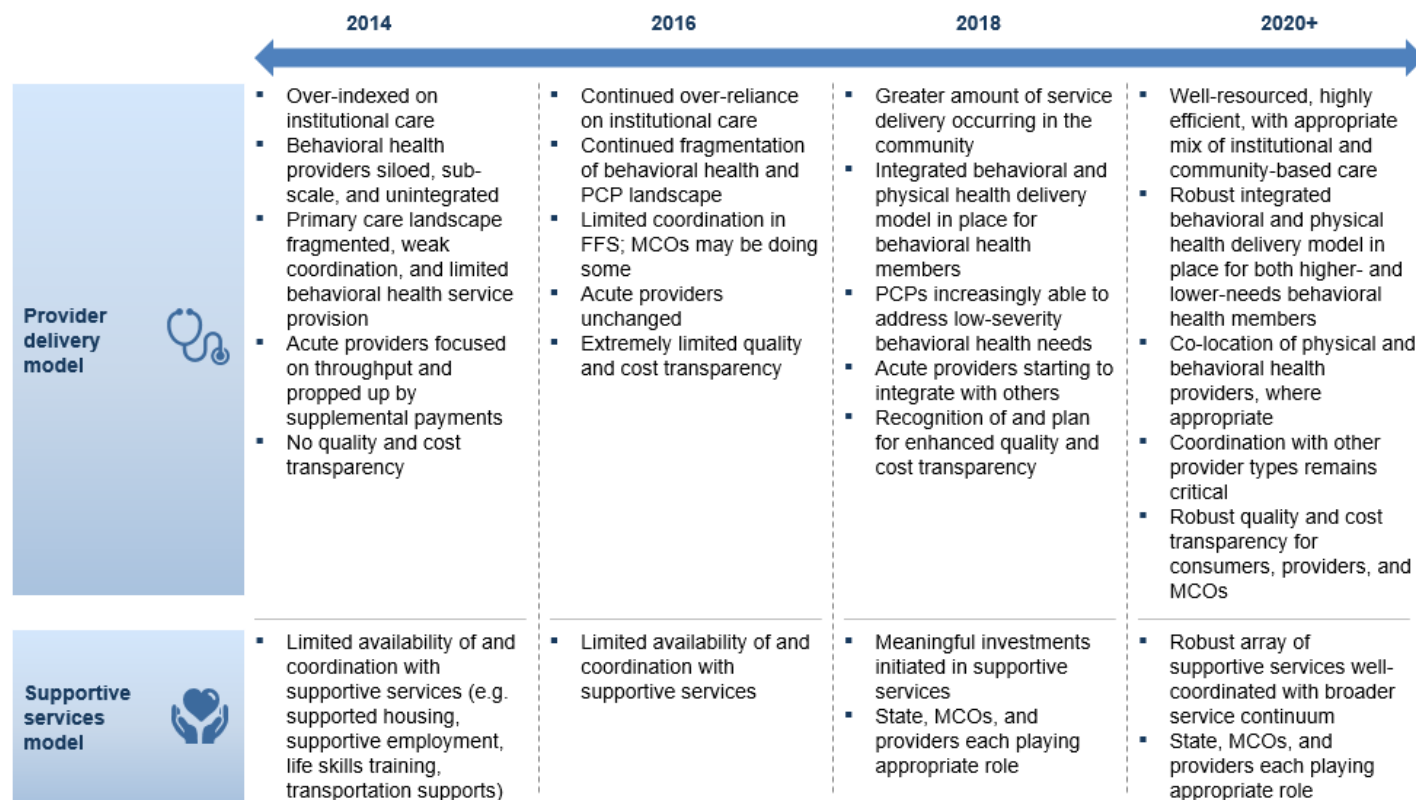 2014
2016
2018
2020+
Provider
delivery
model
▪ Over-indexed on
institutional care
▪ Behavioral health
providers siloed, sub-
scale, and unintegrated
▪ Primary care landscape
fragmented, weak
coordination, and limited
behavioral health service
provision
▪ Acute providers focused
on throughput and
propped up by
supplemental payments
▪ No quality and cost
transparency
▪ Continued over-reliance
on institutional care
▪ Continued fragmentation
of behavioral health and
PCP landscape
▪ Limited coordination in
FFS; MCOs may be doing
some
▪ Acute providers
unchanged
▪ Extremely limited quality
and cost transparency
▪ Greater amount of service
delivery occurring in the
community
▪ Integrated behavioral and
physical health delivery
model in place for
behavioral health
members
▪ PCPs increasingly able to
address low-severity
behavioral health needs
▪ Acute providers starting to
integrate with others
▪ Recognition of and plan
for enhanced quality and
cost transparency
▪ Well-resourced, highly
efficient, with appropriate
mix of institutional and
community-based care
▪ Robust integrated
behavioral and physical
health delivery model in
place for both higher- and
lower-needs behavioral
health members
▪ Co-location of physical and
behavioral health
providers, where
appropriate
▪ Coordination with other
provider types remains
critical
▪ Robust quality and cost
transparency for
consumers, providers, and
MCOs
Supportive
services
model
▪ Limited availability of and
coordination with
supportive services (e.g.
supported housing,
supportive employment,
life skills training,
transportation supports)
▪ Limited availability of and
coordination with
supportive services
▪ Meaningful investments
initiated in supportive
services
▪ State, MCOs, and
providers each playing
appropriate role
▪ Robust array of
supportive services well-
coordinated with broader
service continuum
▪ State, MCOs, and
providers each playing
appropriate role